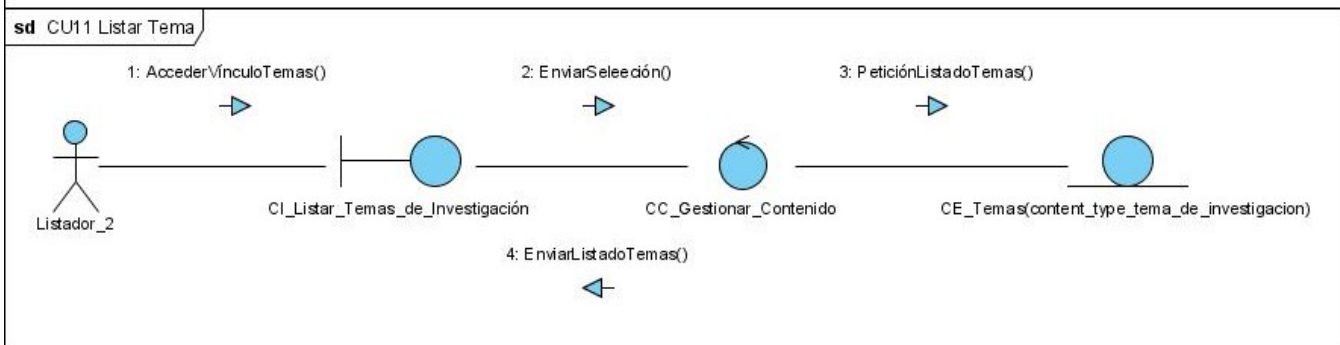 sd CU11 Listar Tema
1: AccederVínculoTemas()
2: EnviarSeleeción()
3: PeticiónListadoTemas()
Listador_2
CI_Listar_Temas_de_Investigación
CC_Gestionar_Contenido
CE_Temas(content_type_tema_de_investigacion)
4: EnviarListadoTemas()